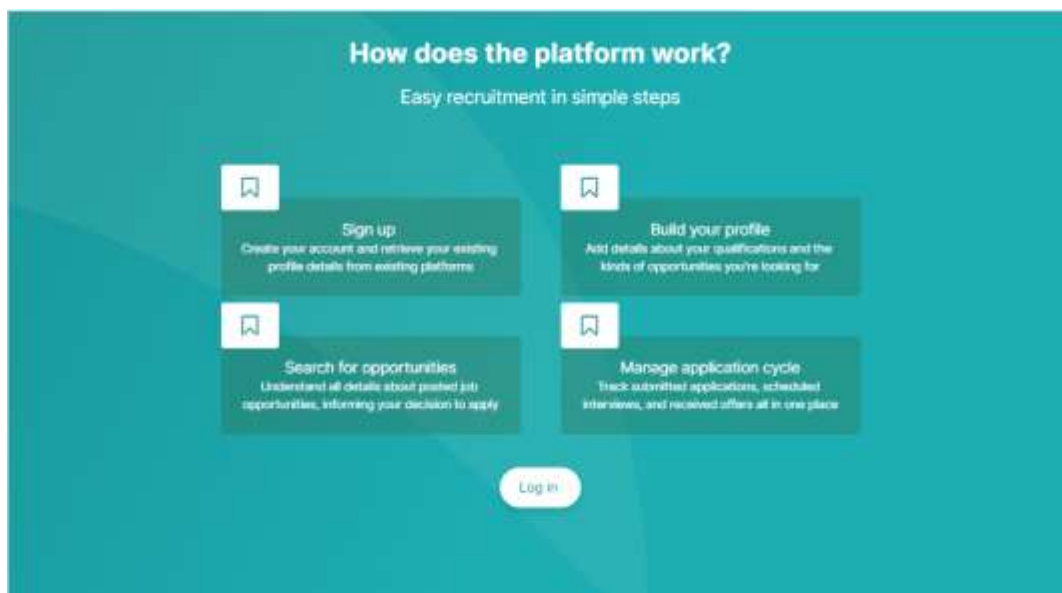 How does the platform work?
Easy recruitment in simple steps
Sign up
Create your account and retrieve your existing
profile details from existing platforms
Build your profile
Add details about your qualifications and the
kinds of opportunities you're looking for
Search for opportunities
Understand all details about posted job
opportunities, informing your decision to apply
Manage application cycle
Track submitted applications, scheduled
interviews, and received offers all in one place
Log in